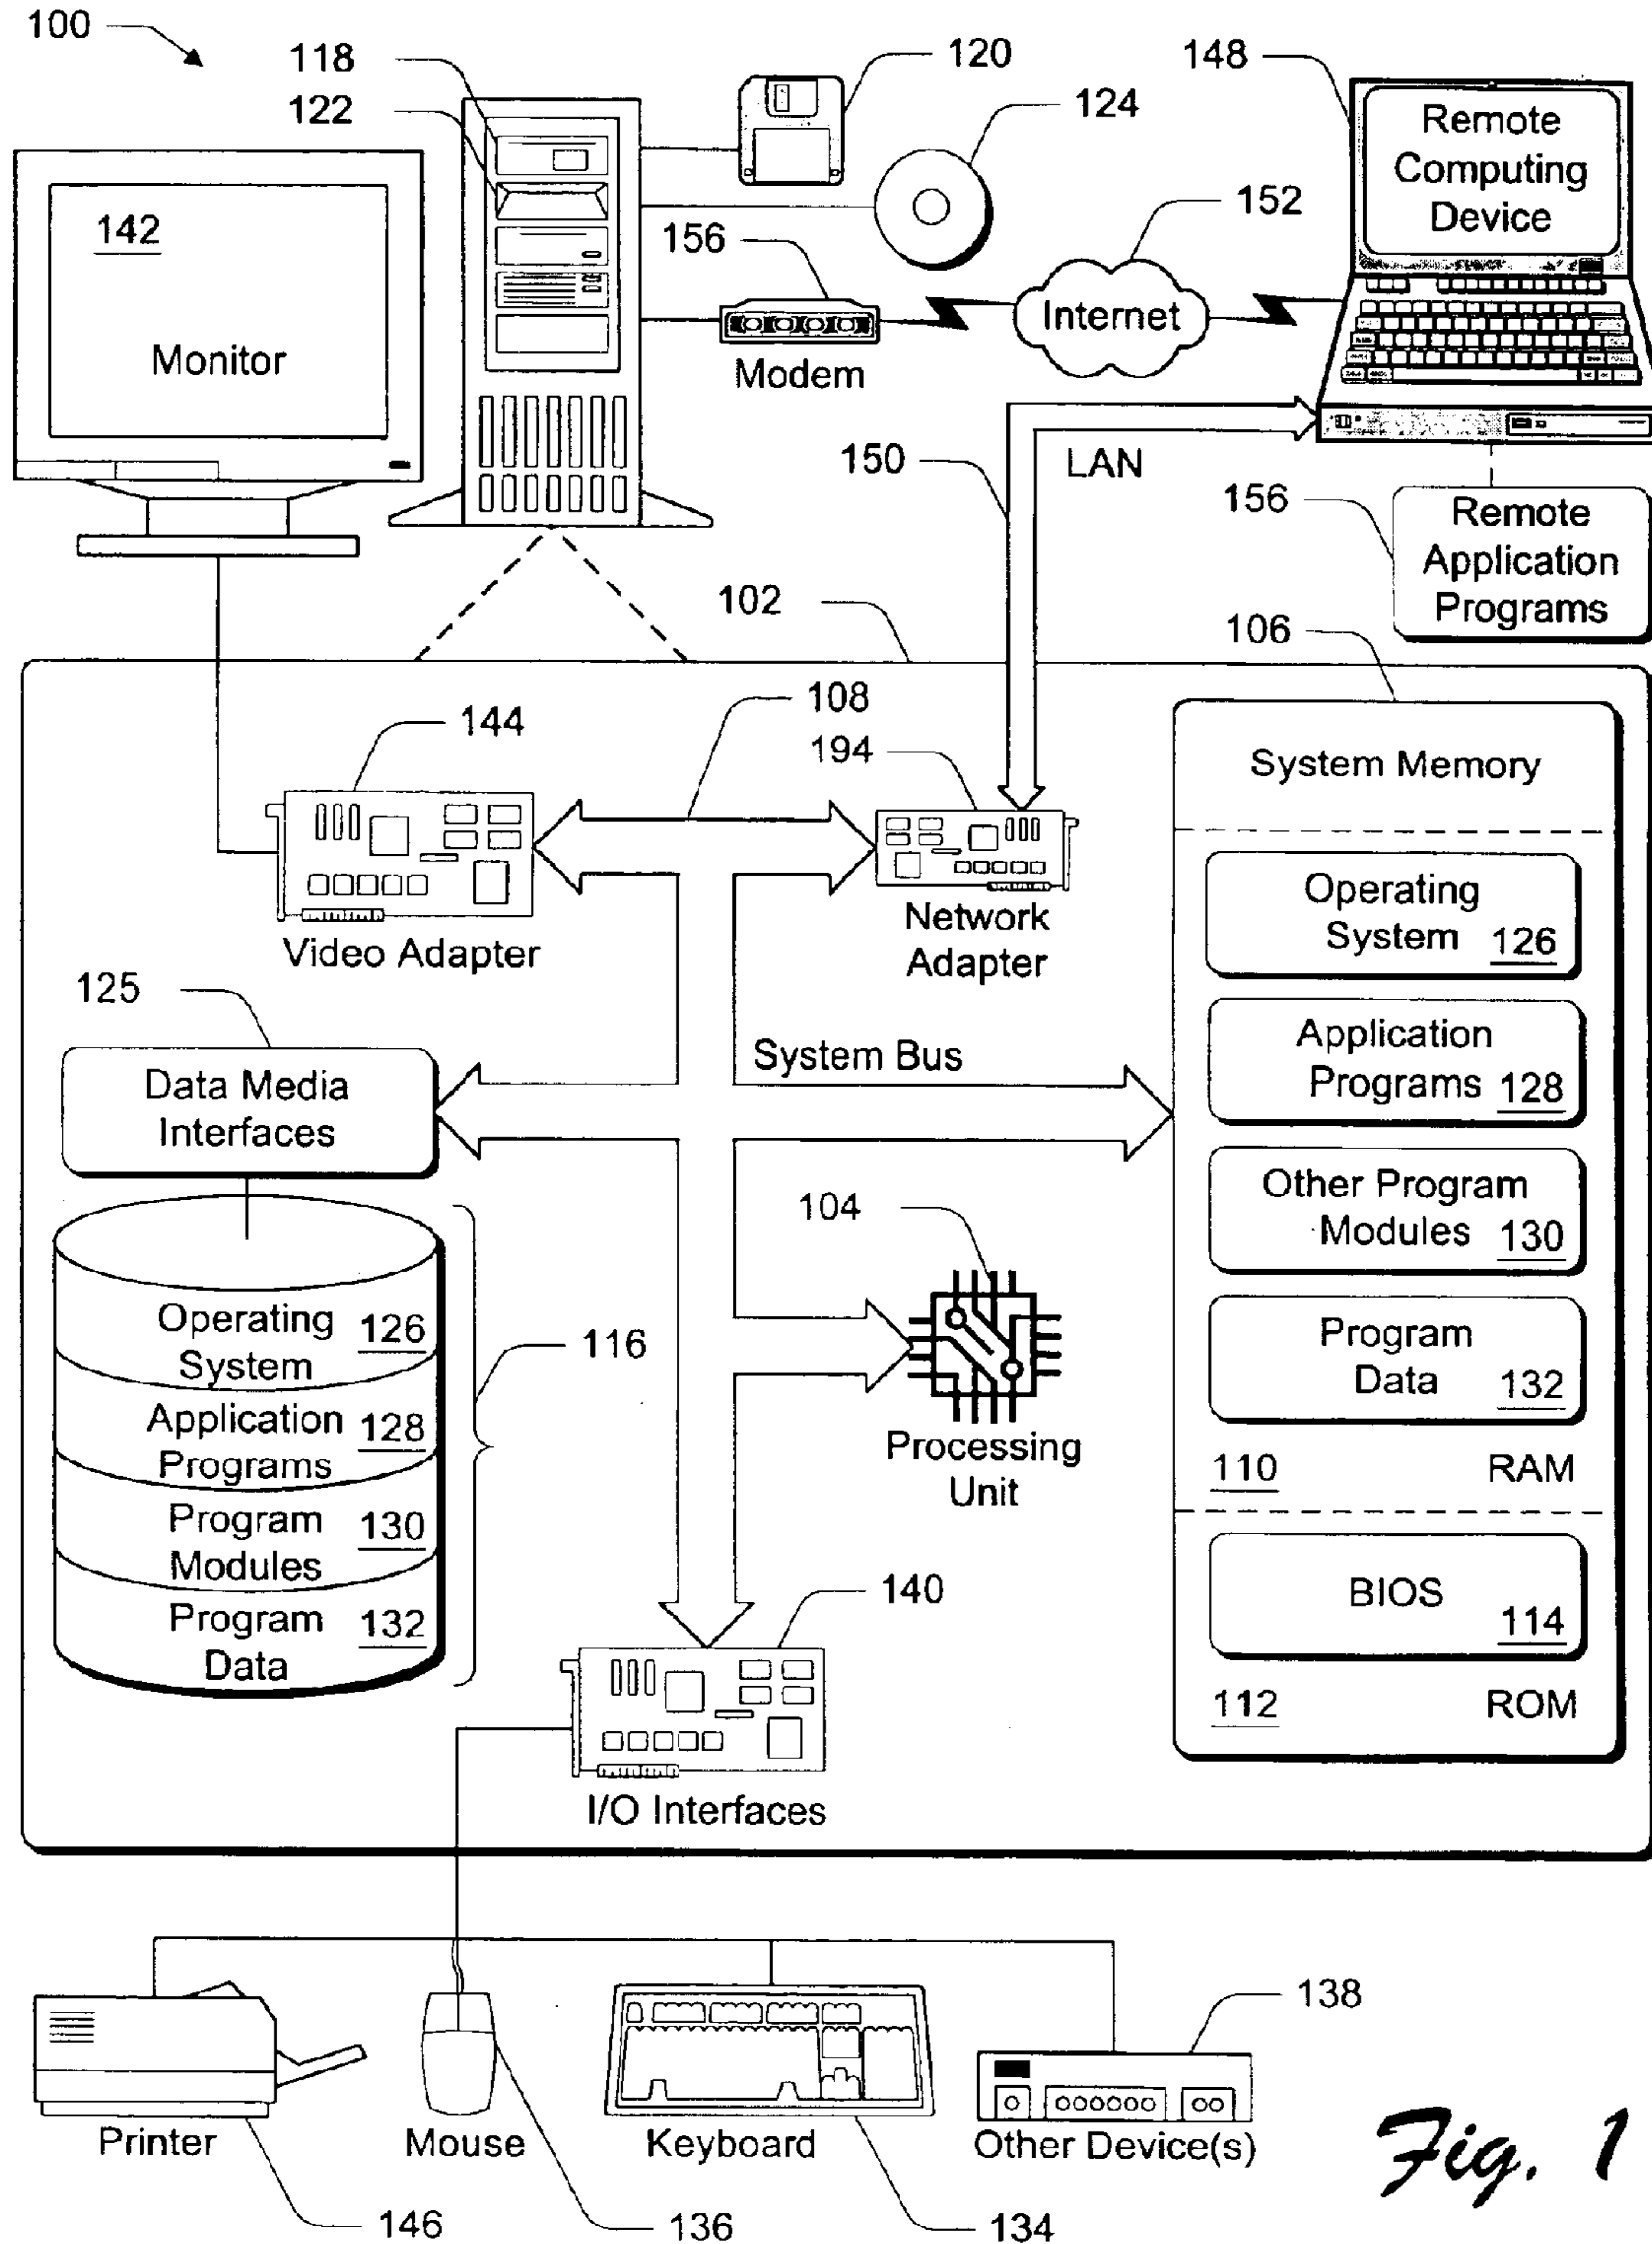 100
118
122
120
124
148
Remote
Computing
Device
142
Monitor
156
Modem
152
Internet
150
LAN
156
Remote
Application
Programs
102
106
108
144
194
Video Adapter
Network
Adapter
System Memory
Operating
System 126
Application
Programs 128
Other Program
Modules 130
Program
Data 132
110 RAM
BIOS
114
112 ROM
125
Data Media
Interfaces
System Bus
104
Processing
Unit
Operating 126
System
Application 128
Programs
Program 130
Modules
Program 132
Data
116
140
I/O Interfaces
138
Printer
Mouse
Keyboard
Other Device(s)
146
136
134
Fig. 1